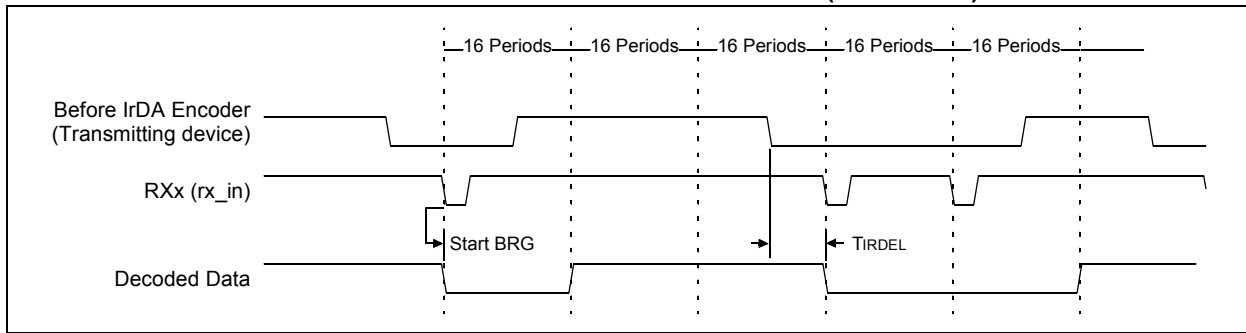 16 Periods 16 Periods 16 Periods 16 Periods 16 Periods
Before IrDA Encoder
(Transmitting device)
RXx (rx_in)
Start BRG
TIRDEL
Decoded Data